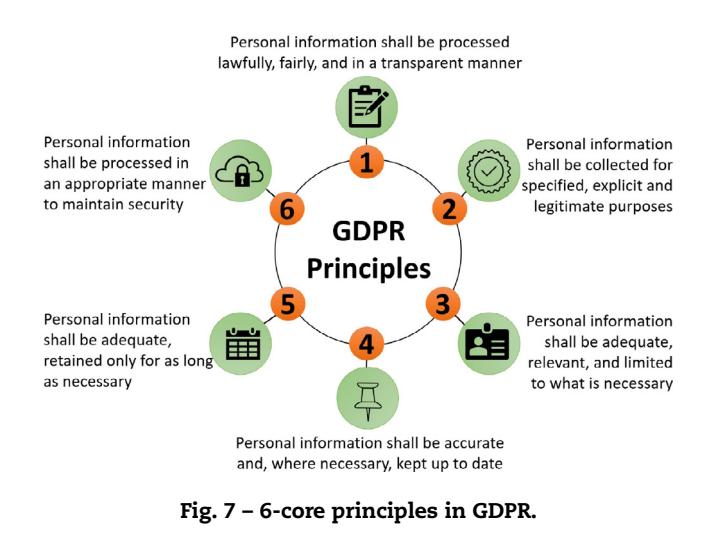 Personal information shall be processed
lawfully, fairly, and in a transparent manner
1
Personal information
shall be collected for
specified, explicit and
legitimate purposes
2
Personal information
shall be adequate,
relevant, and limited
to what is necessary
3
Personal information shall be accurate
and, where necessary, kept up to date
4
Personal information
shall be adequate,
retained only for as long
as necessary
5
Personal information
shall be processed in
an appropriate manner
to maintain security
6
GDPR
Principles
Fig. 7 – 6-core principles in GDPR.